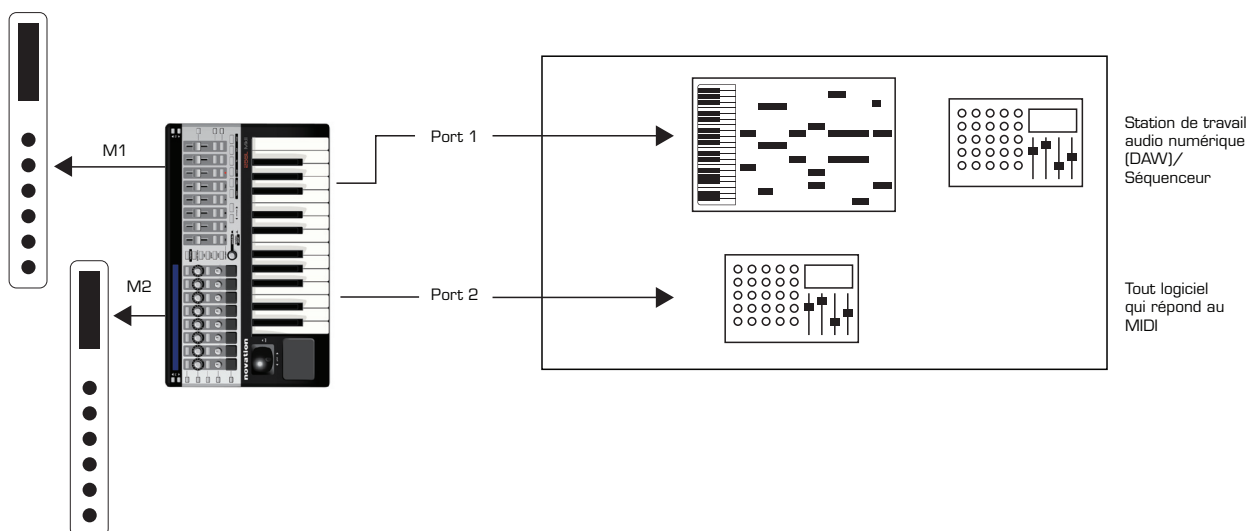 M1
M2
novation
Port 1
Port 2
Station de travail
audio numérique
(DAW)/
Séquenceur
Tout logiciel
qui répond au
MIDI